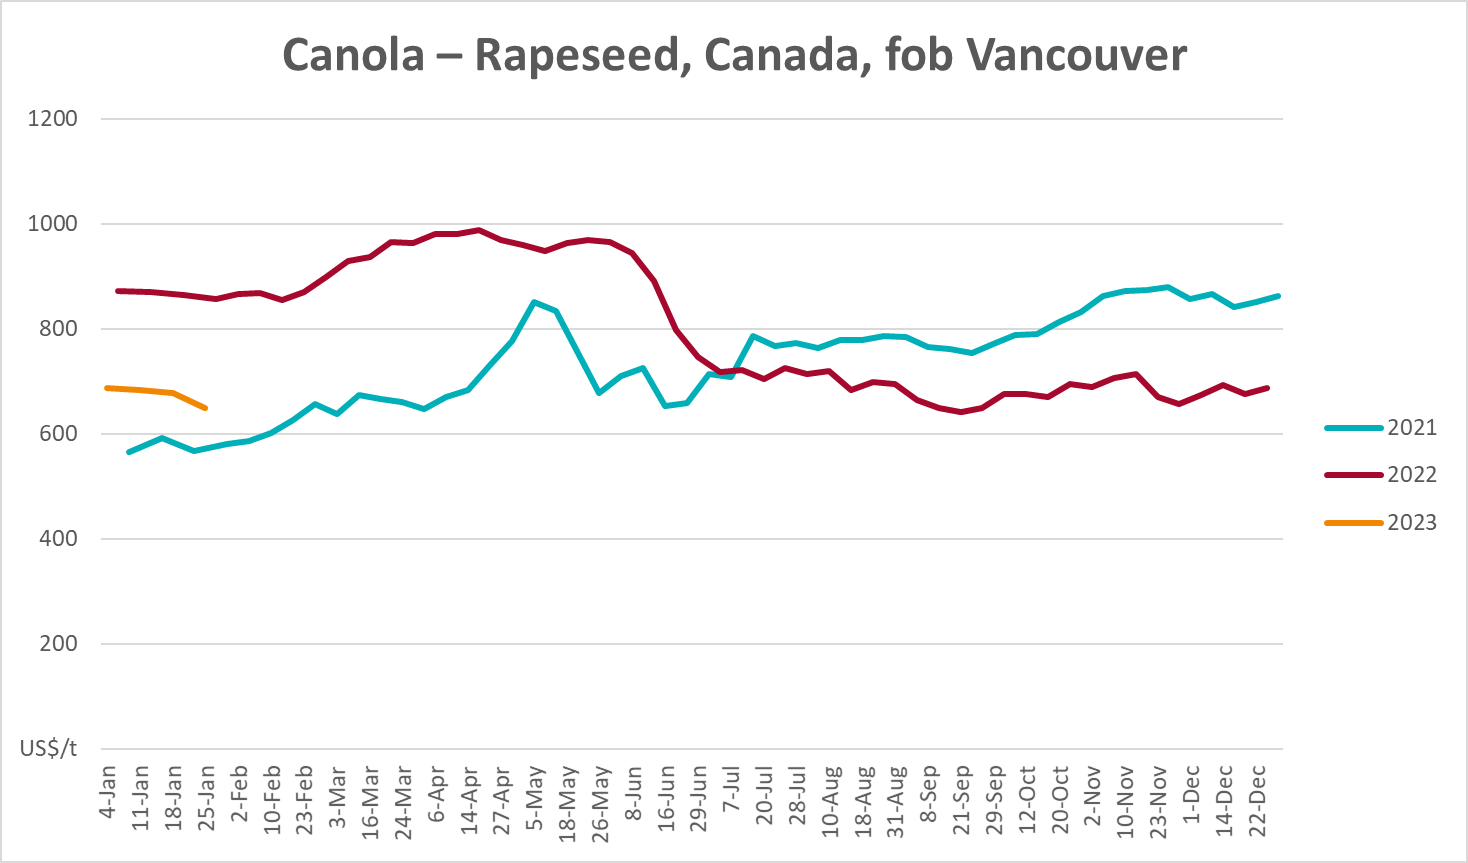 Canola – Rapeseed, Canada, fob Vancouver
1200
1000
800
600
400
200
US$/t
4-Jan
11-Jan
18-Jan
25-Jan
2-Feb
10-Feb
23-Feb
3-Mar
16-Mar
24-Mar
6-Apr
14-Apr
27-Apr
5-May
18-May
26-May
8-Jun
16-Jun
29-Jun
7-Jul
20-Jul
28-Jul
10-Aug
18-Aug
31-Aug
8-Sep
21-Sep
29-Sep
12-Oct
20-Oct
2-Nov
10-Nov
23-Nov
1-Dec
14-Dec
22-Dec
2021
2022
2023